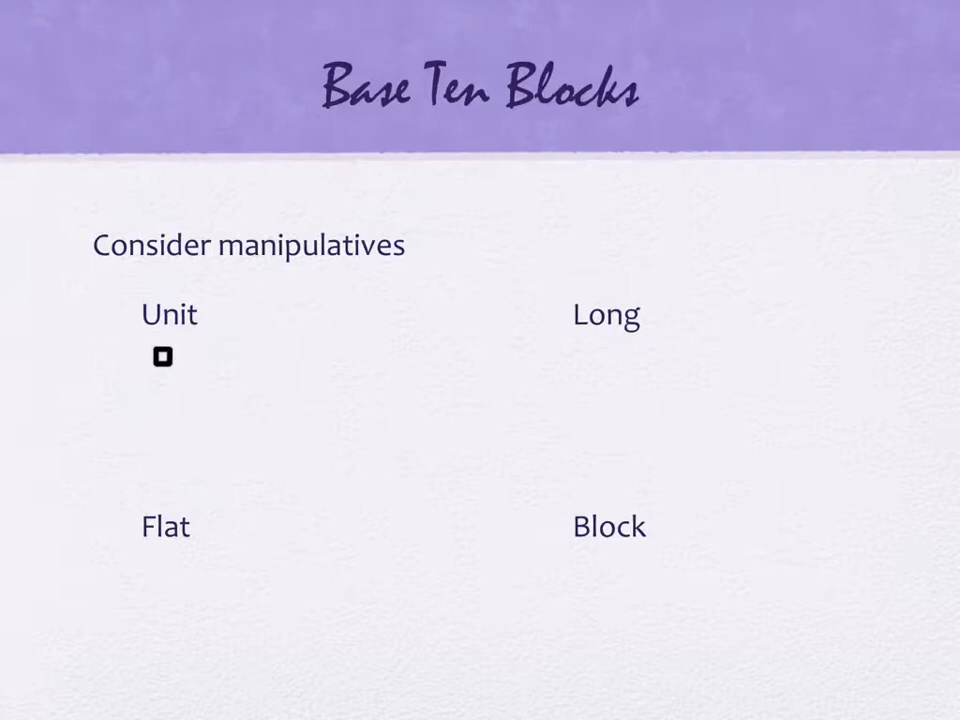 Base Ten Blocks
Consider manipulatives
Unit
Long
Flat
Block